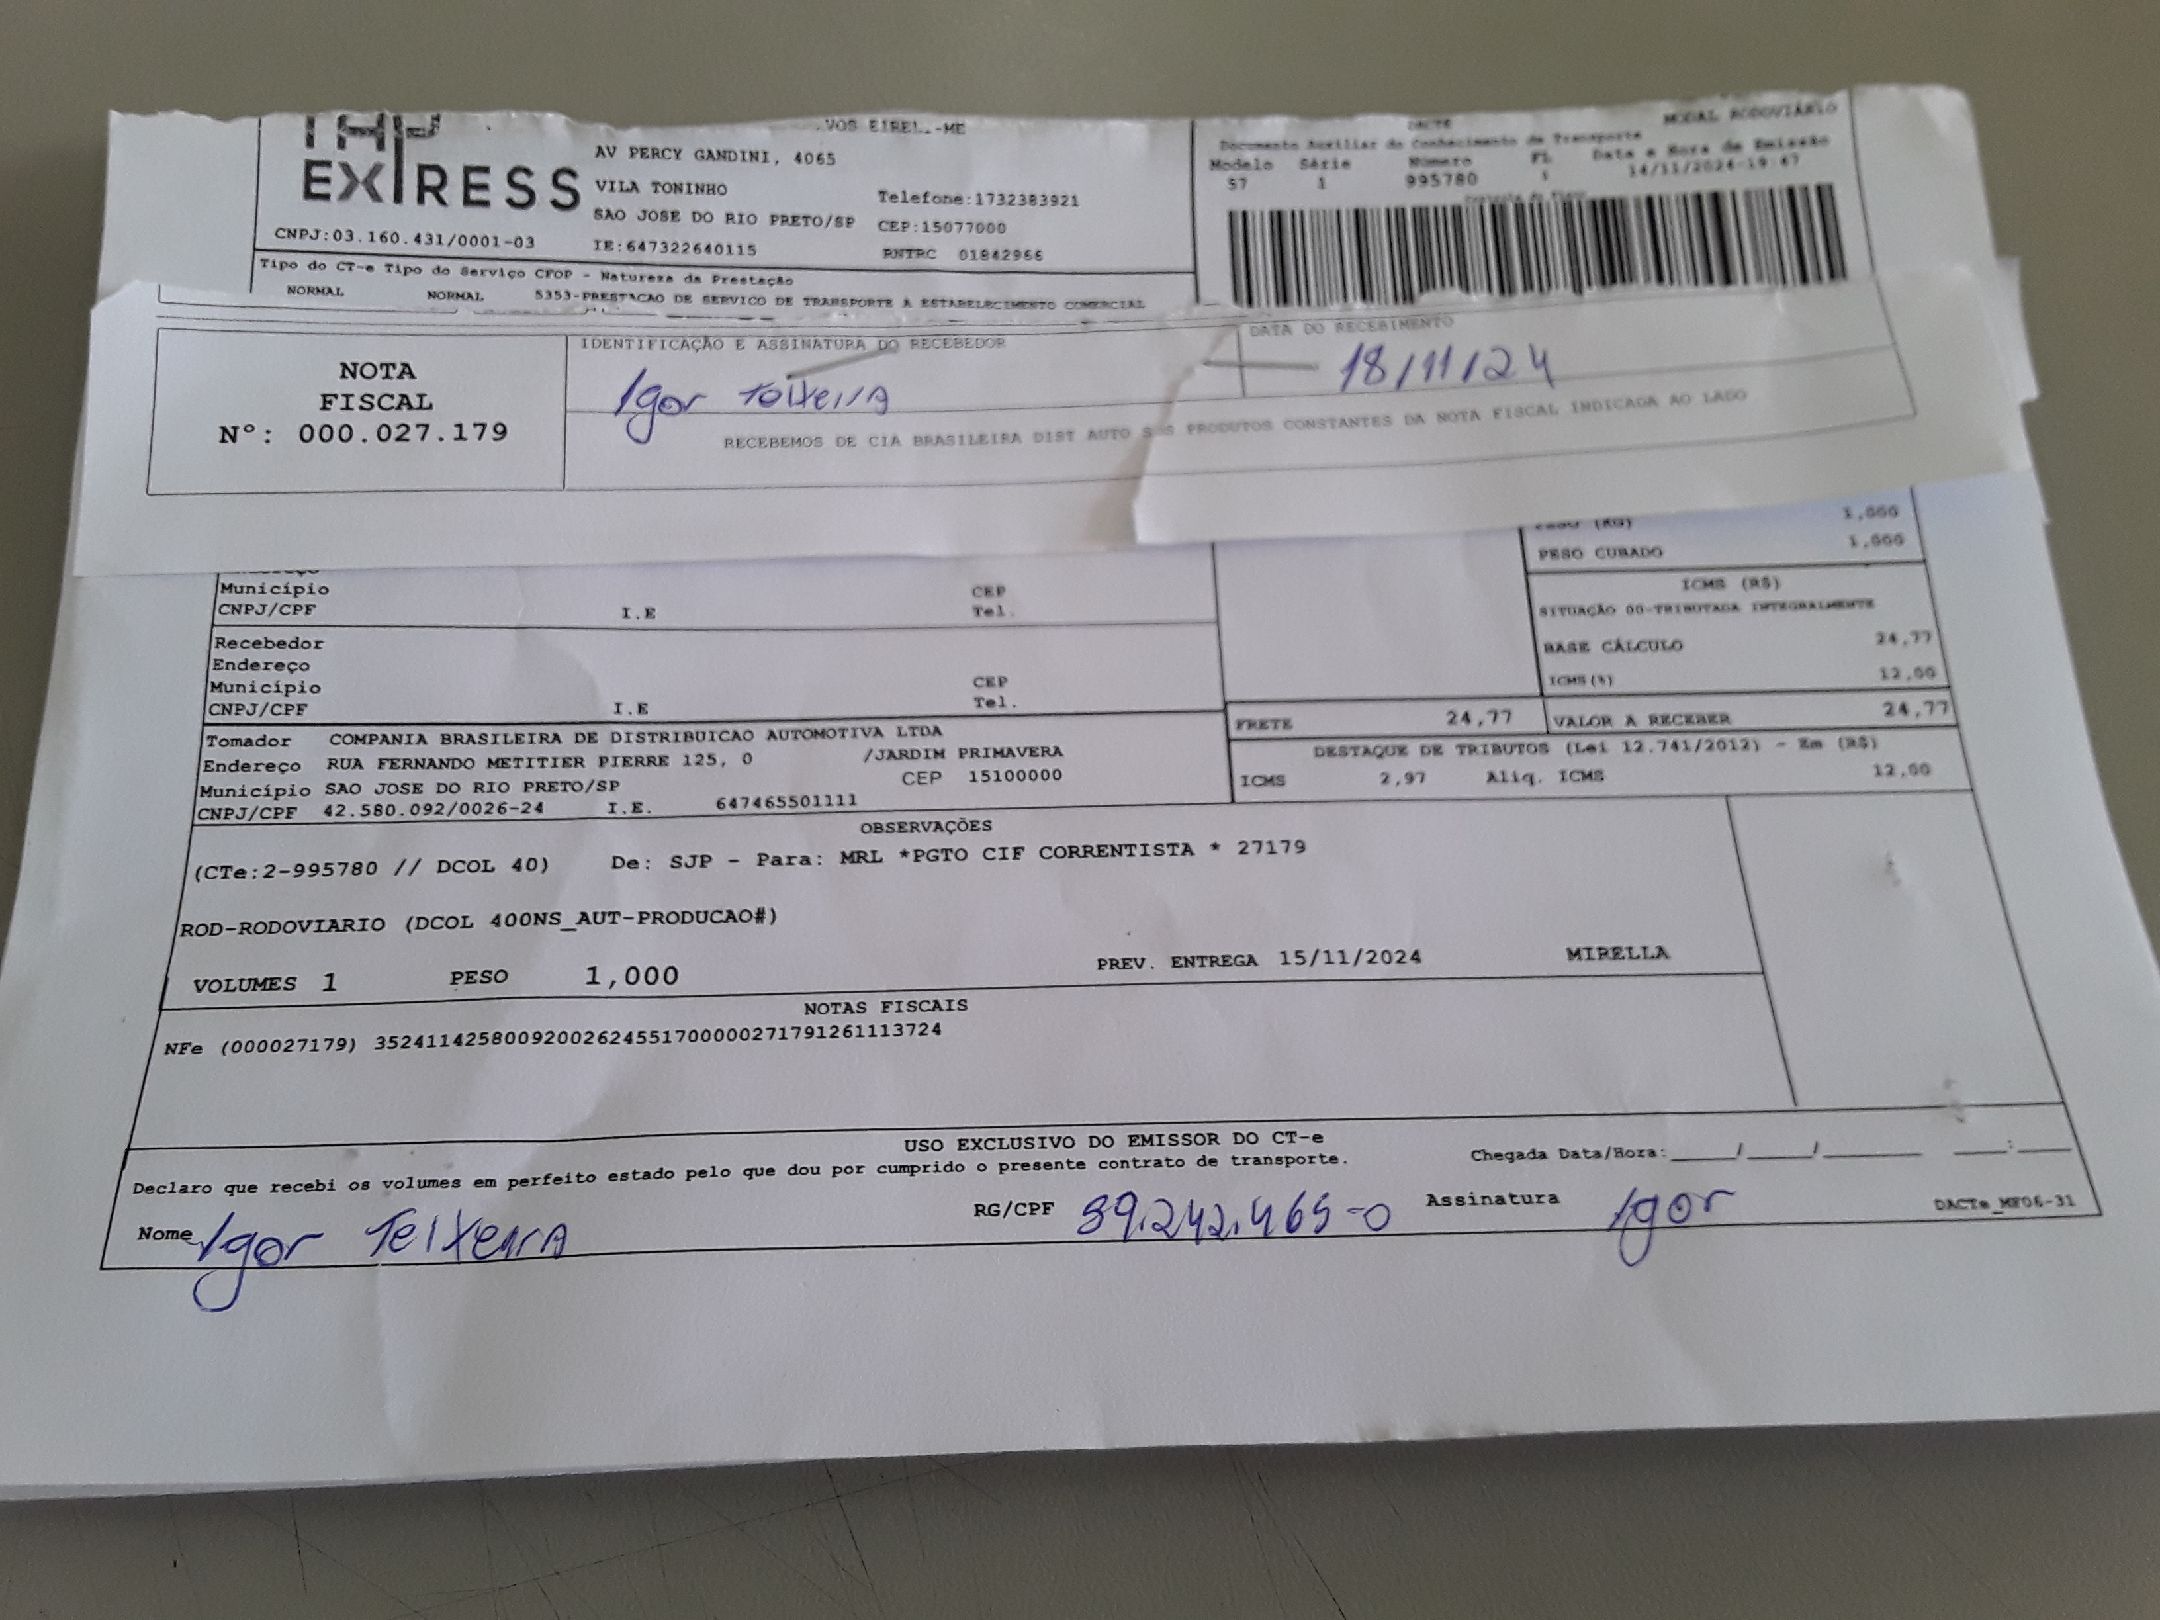 EXPRESS
AV PERCY GANDINI, 4065
VILA TONINHO
Telefone:1732383921
SAO JOSE DO RIO PRETO/SP
CEP:15077000
CNPJ:03.160.431/0001-03
IE:647322640115
RNTRC 01842966
Tipo do CT-e Tipo do Serviço CFOP - Natureza da Prestação
NORMAL NORMAL 5353-PRESTACAO DE SERVICO DE TRANSPORTE A ESTABELECIMENTO COMERCIAL
DACTE
MODAL RODOVIÁRIO
Documento Auxiliar do Conhecimento de Transporte
Modelo Série Número FL Data e Hora de Emissão
57 1 995780 1 14/11/2024-19:47
NOTA
FISCAL
Nº: 000.027.179
IDENTIFICAÇÃO E ASSINATURA DO RECEBEDOR
Igor Teixeira
DATA DO RECEBIMENTO
18/11/24
RECEBEMOS DE CIA BRASILEIRA DIST AUTO S OS PRODUTOS CONSTANTES DA NOTA FISCAL INDICADA AO LADO
1,000
PESO CUBADO 1,000
Município CEP
CNPJ/CPF I.E Tel.
Recebedor
Endereço
Município CEP
CNPJ/CPF I.E Tel.
ICMS (R$)
SITUAÇÃO 00-TRIBUTADA INTEGRALMENTE
BASE CÁLCULO 24,77
ICMS(%) 12,00
FRETE 24,77 VALOR A RECEBER 24,77
DESTAQUE DE TRIBUTOS (Lei 12.741/2012) - Em (R$)
ICMS 2,97 Aliq. ICMS 12,00
Tomador COMPANIA BRASILEIRA DE DISTRIBUICAO AUTOMOTIVA LTDA
Endereço RUA FERNANDO METITIER PIERRE 125, 0 /JARDIM PRIMAVERA
Município SAO JOSE DO RIO PRETO/SP CEP 15100000
CNPJ/CPF 42.580.092/0026-24 I.E. 647465501111
OBSERVAÇÕES
(CTe:2-995780 // DCOL 40) De: SJP - Para: MRL *PGTO CIF CORRENTISTA * 27179
ROD-RODOVIARIO (DCOL 400NS_AUT-PRODUCAO#)
VOLUMES 1 PESO 1,000 PREV. ENTREGA 15/11/2024 MIRELLA
NOTAS FISCAIS
NFe (000027179) 35241142580092002624551700000271791261113724
USO EXCLUSIVO DO EMISSOR DO CT-e
Declaro que recebi os volumes em perfeito estado pelo que dou por cumprido o presente contrato de transporte.
Chegada Data/Hora:_____/_____/_______ ____:____
Nome Igor Teixeira RG/CPF 39.242.465-0 Assinatura Igor
DACTe_MF06-31